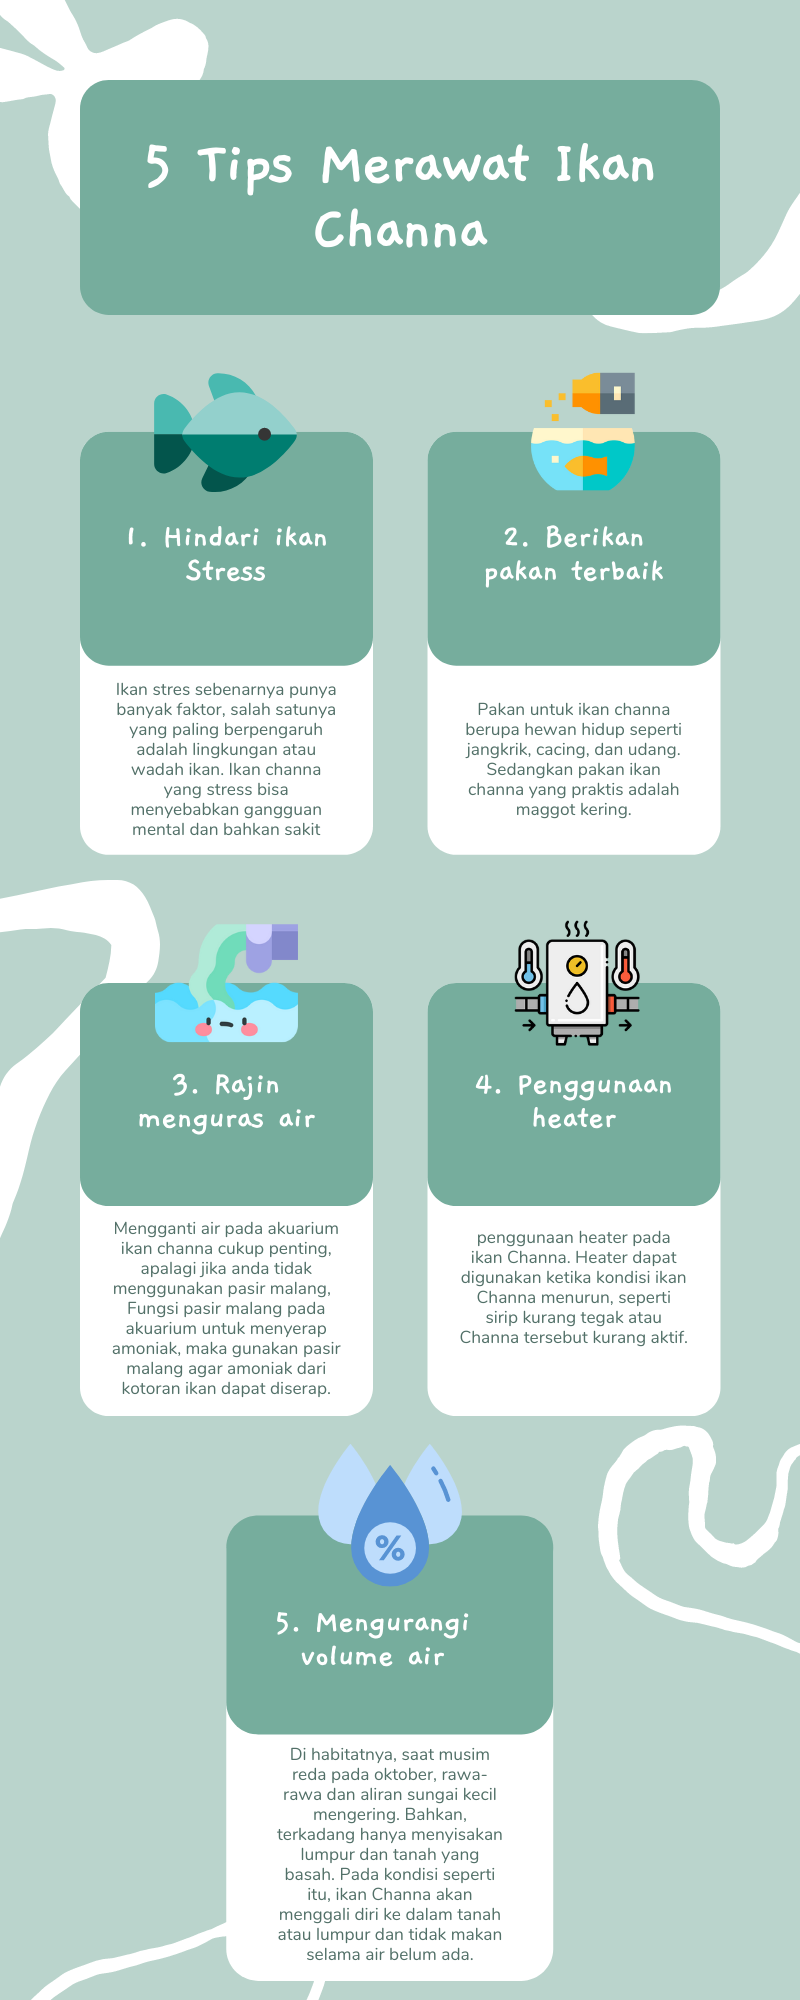 5 Tips Merawat Ikan
Channa
1. Hindari ikan
Stress
Ikan stres sebenarnya punya
banyak faktor, salah satunya
yang paling berpengaruh
adalah lingkungan atau
wadah ikan. Ikan channa
yang stress bisa
menyebabkan gangguan
mental dan bahkan sakit
2. Berikan
pakan terbaik
Pakan untuk ikan channa
berupa hewan hidup seperti
jangkrik, cacing, dan udang.
Sedangkan pakan ikan
channa yang praktis adalah
maggot kering.
3. Rajin
menguras air
Mengganti air pada akuarium
ikan channa cukup penting,
apalagi jika anda tidak
menggunakan pasir malang,
Fungsi pasir malang pada
akuarium untuk menyerap
amoniak, maka gunakan pasir
malang agar amoniak dari
kotoran ikan dapat diserap.
4. Penggunaan
heater
penggunaan heater pada
ikan Channa. Heater dapat
digunakan ketika kondisi ikan
Channa menurun, seperti
sirip kurang tegak atau
Channa tersebut kurang aktif.
%
5. Mengurangi
volume air
Di habitatnya, saat musim
reda pada oktober, rawa-
rawa dan aliran sungai kecil
mengering. Bahkan,
terkadang hanya menyisakan
lumpur dan tanah yang
basah. Pada kondisi seperti
itu, ikan Channa akan
menggali diri ke dalam tanah
atau lumpur dan tidak makan
selama air belum ada.